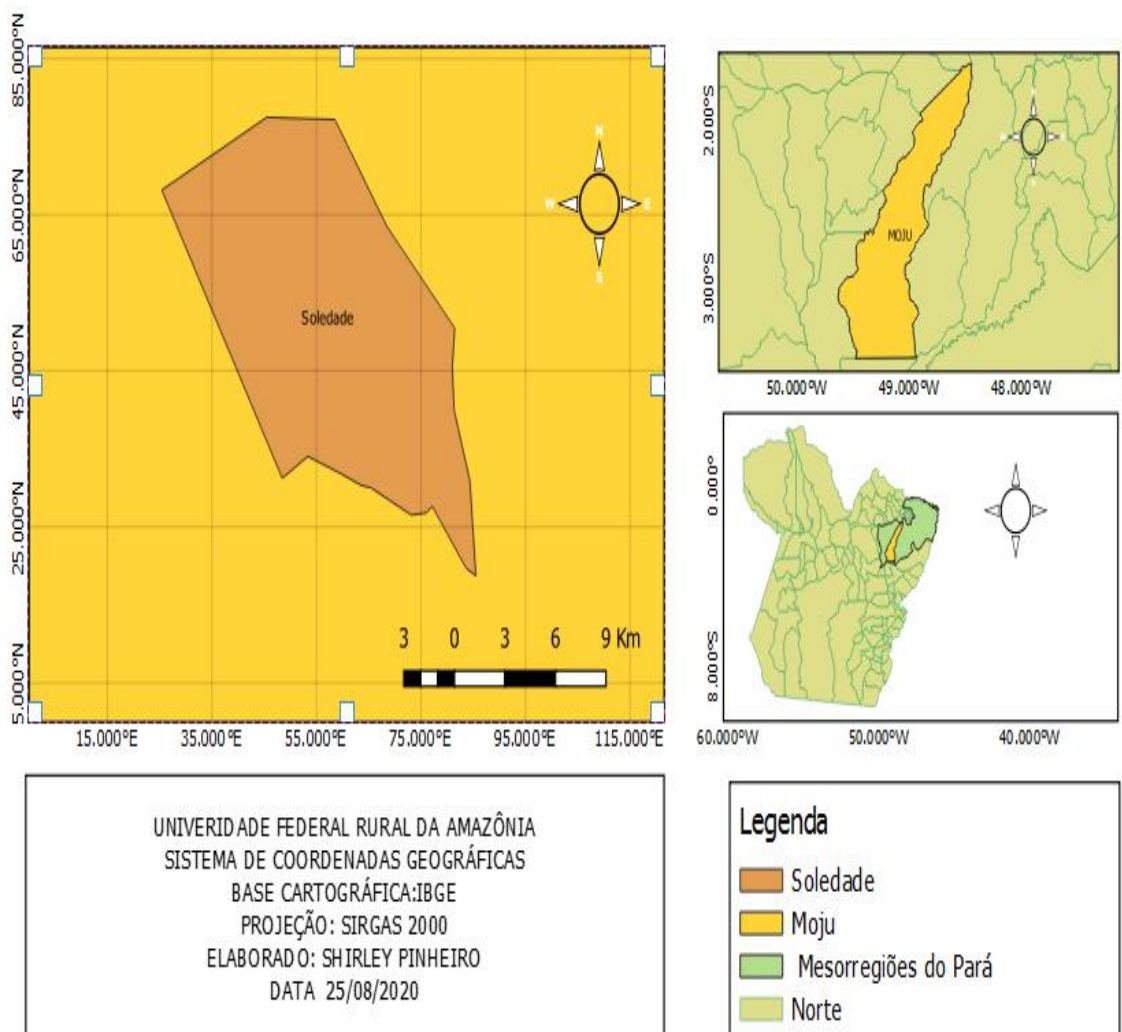 85.000°N
65.000°N
45.000°N
25.000°N
5.000°N
N
W E
S
Soledade
3 0 3 6 9 Km
15.000°E 35.000°E 55.000°E 75.000°E 95.000°E 115.000°E
2.000°S
3.000°S
MOJU
50.000°W 49.000°W 48.000°W
0.000°
8.000°S
60.000°W 50.000°W 40.000°W
UNIVERIDADE FEDERAL RURAL DA AMAZÔNIA
SISTEMA DE COORDENADAS GEOGRÁFICAS
BASE CARTOGRÁFICA:IBGE
PROJEÇÃO: SIRGAS 2000
ELABORADO: SHIRLEY PINHEIRO
DATA 25/08/2020
Legenda
Soledade
Moju
Mesorregiões do Pará
Norte